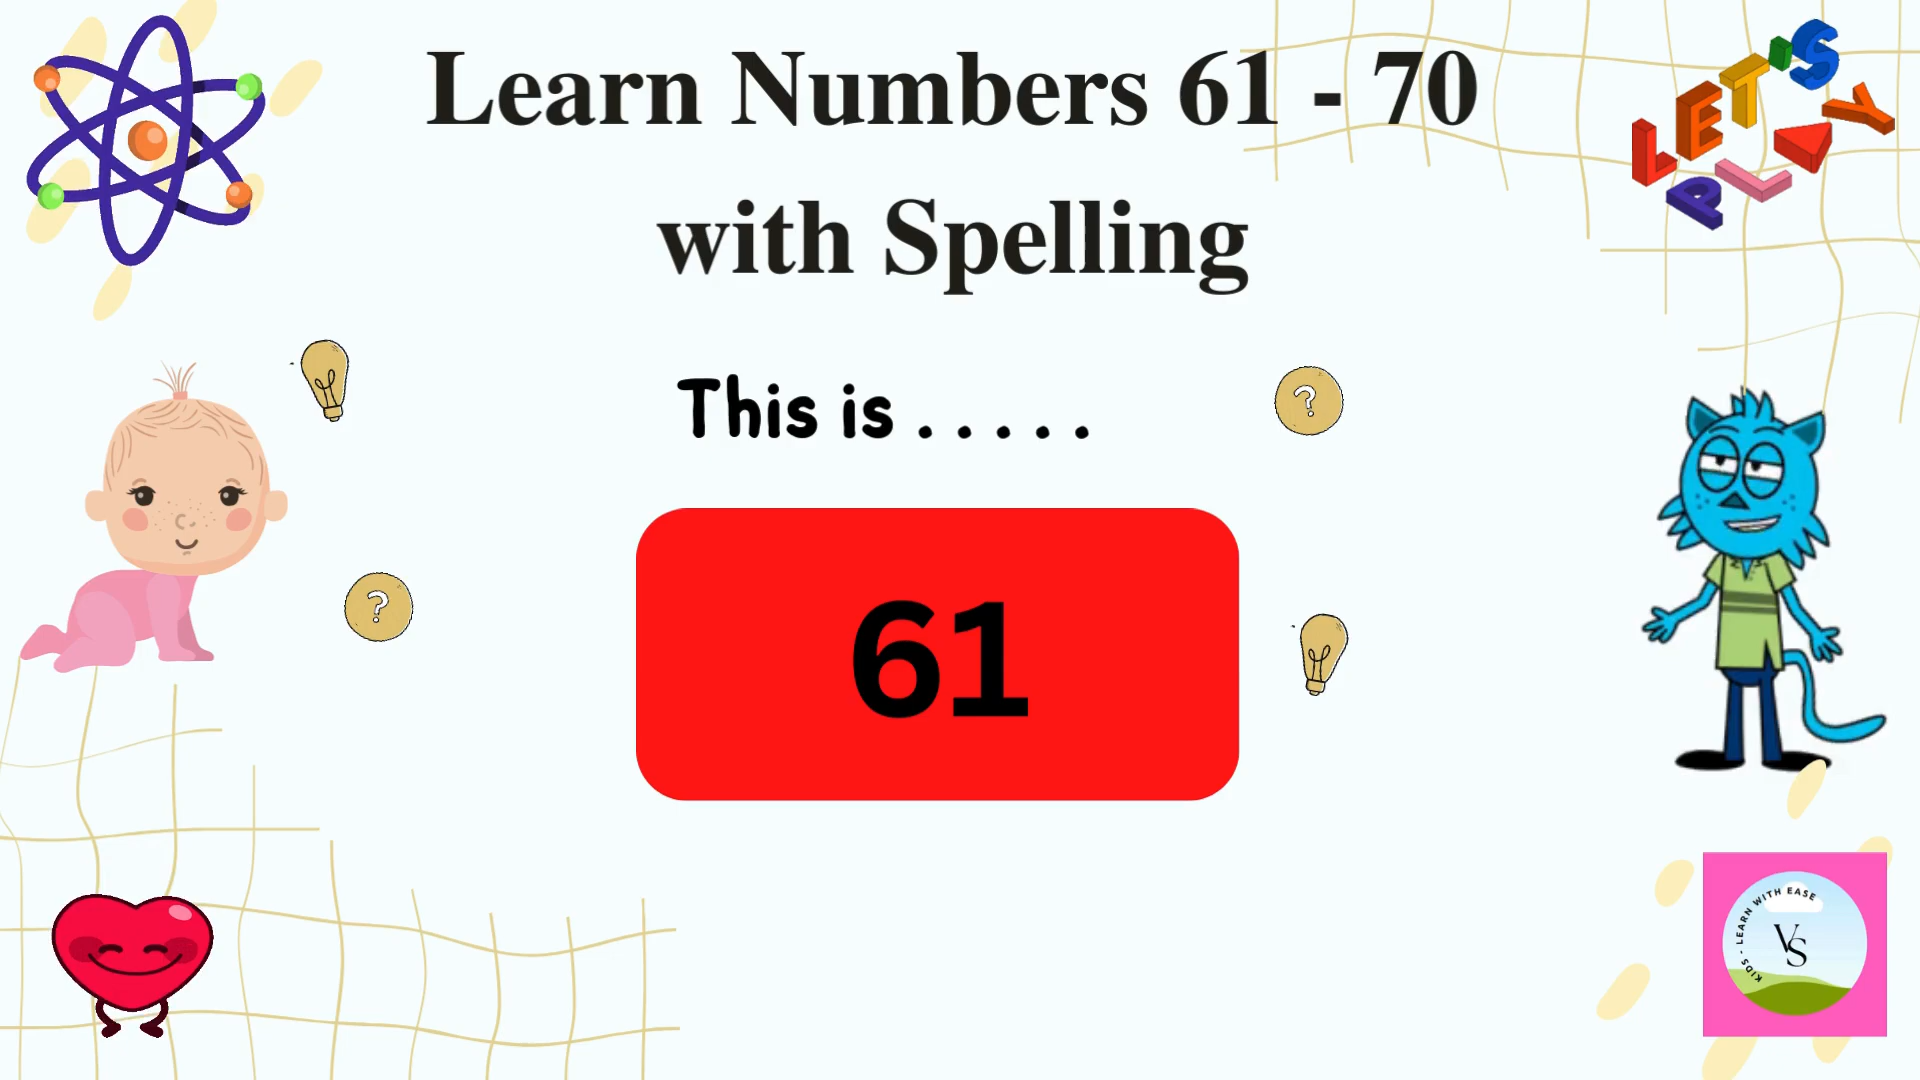 Learn Numbers 61 - 70
with Spelling
LET'S
PLAY
This is . . . . .
61
KIDS - LEARN WITH EASE
VS